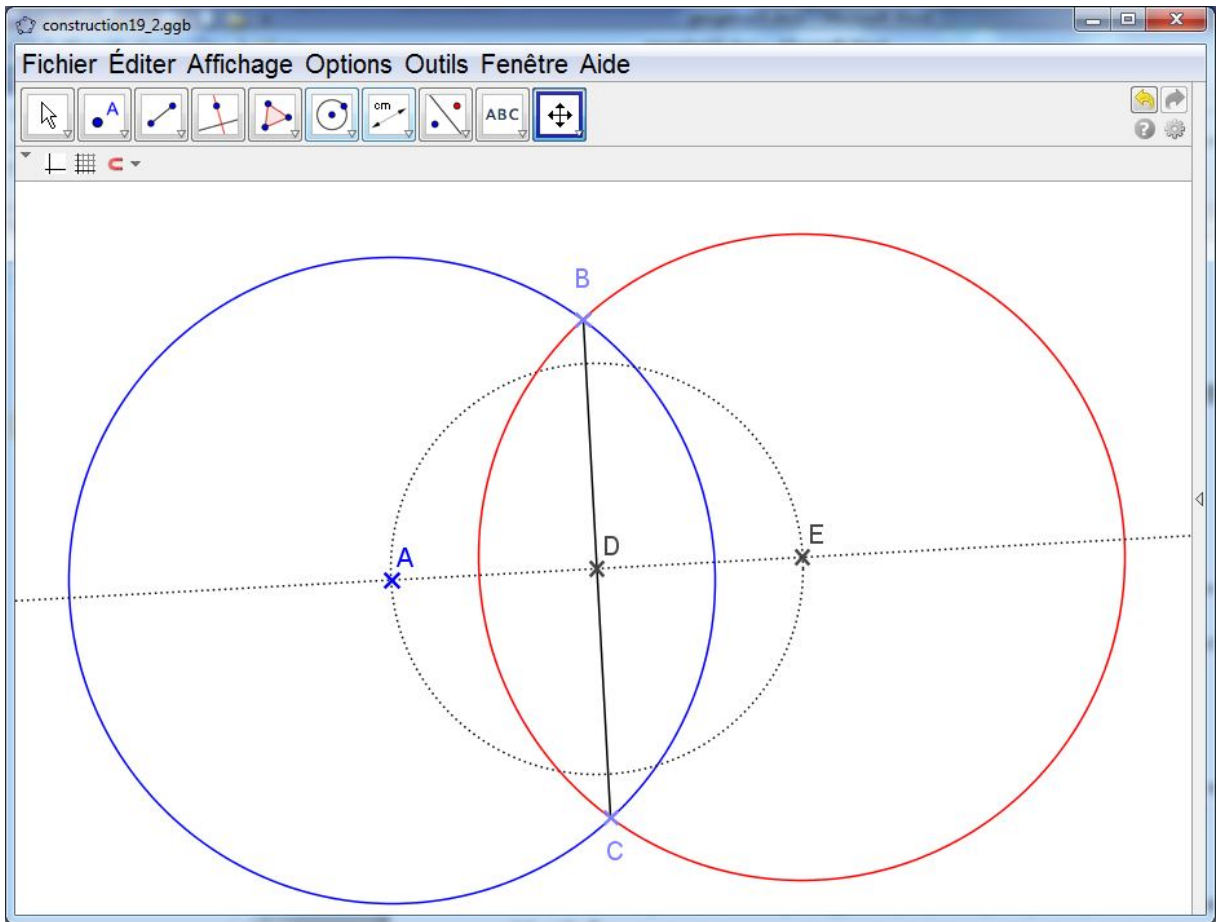 construction19_2.ggb
Fichier Éditer Affichage Options Outils Fenêtre Aide
A cm ABC
B
A D E
C